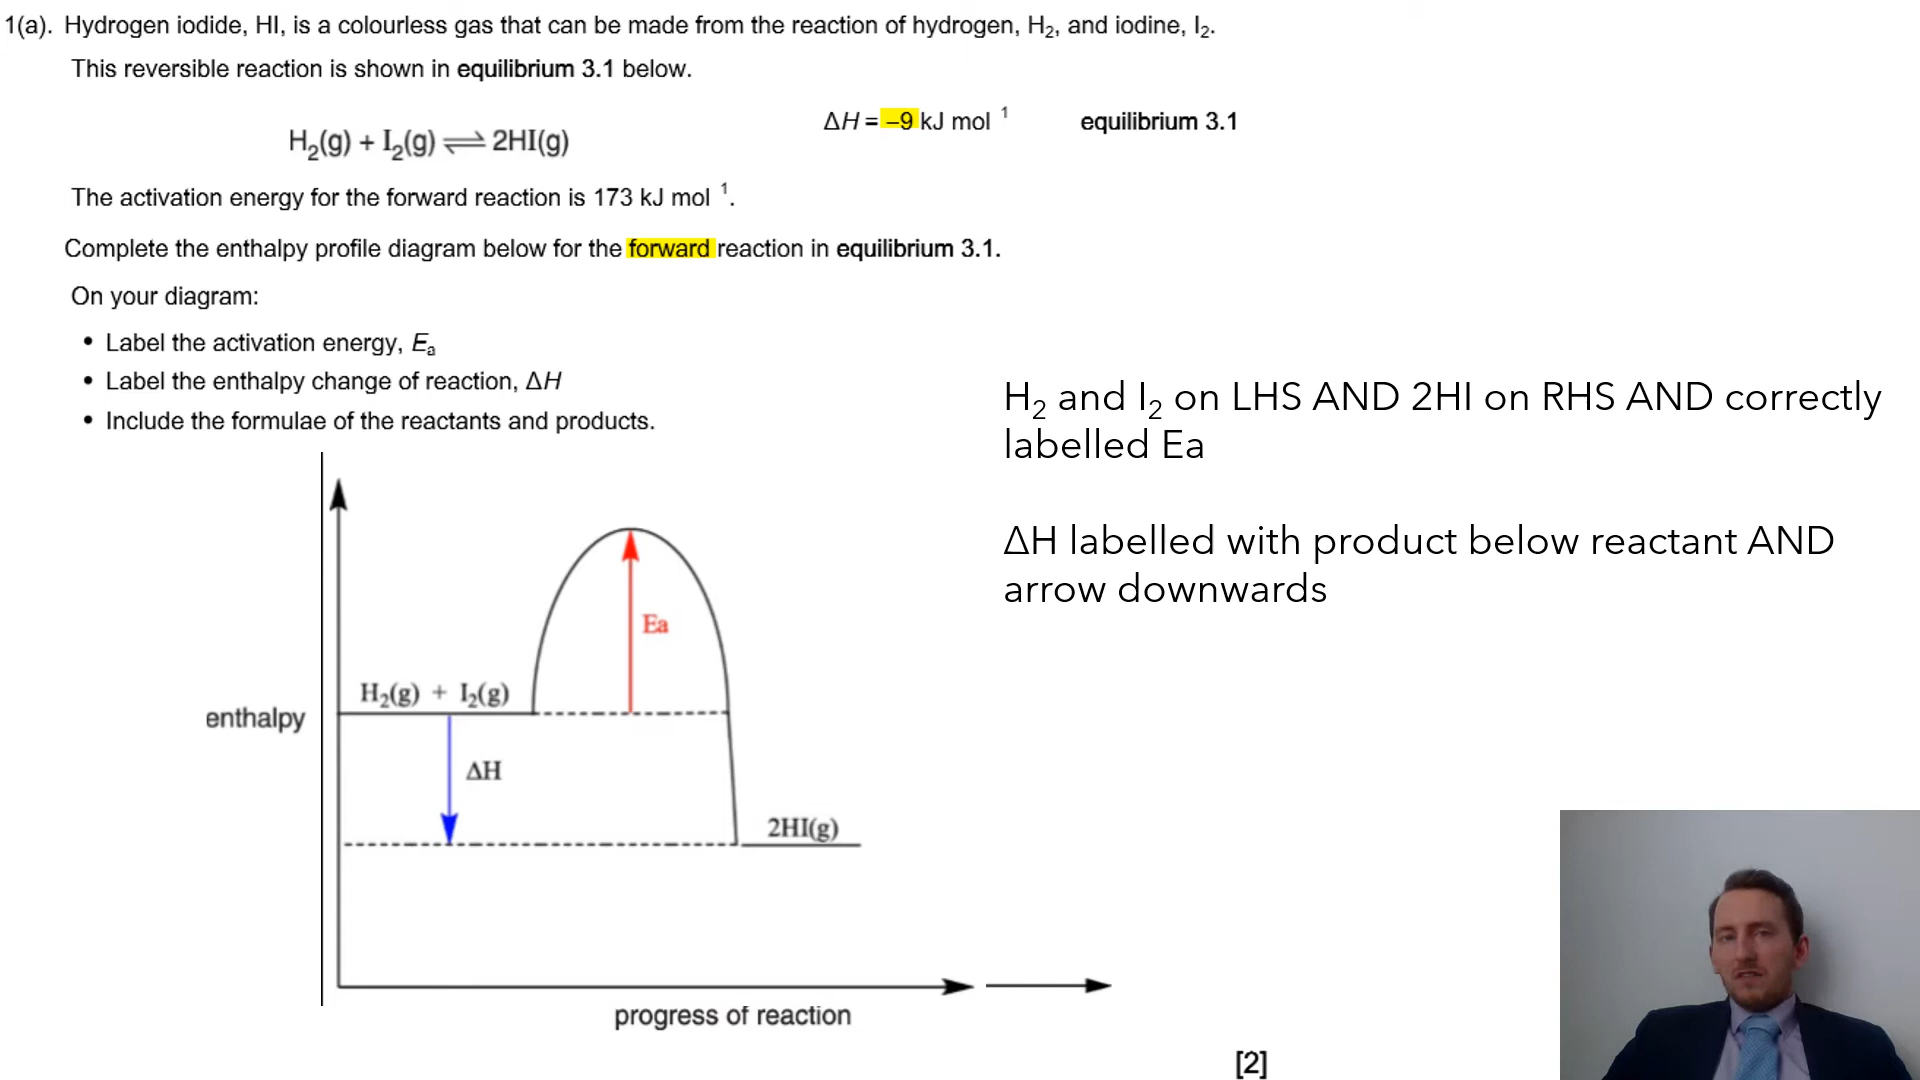 1(a). Hydrogen iodide, HI, is a colourless gas that can be made from the reaction of hydrogen, H₂, and iodine, I₂.
This reversible reaction is shown in equilibrium 3.1 below.
H₂(g) + I₂(g) ⇌ 2HI(g)
ΔH = –9 kJ mol ¹
equilibrium 3.1
The activation energy for the forward reaction is 173 kJ mol ¹.
Complete the enthalpy profile diagram below for the forward reaction in equilibrium 3.1.
On your diagram:
• Label the activation energy, Eₐ
• Label the enthalpy change of reaction, ΔH
• Include the formulae of the reactants and products.
H₂ and I₂ on LHS AND 2HI on RHS AND correctly
labelled Ea
ΔH labelled with product below reactant AND
arrow downwards
Ea
H₂(g) + I₂(g)
enthalpy
ΔH
2HI(g)
progress of reaction
[2]